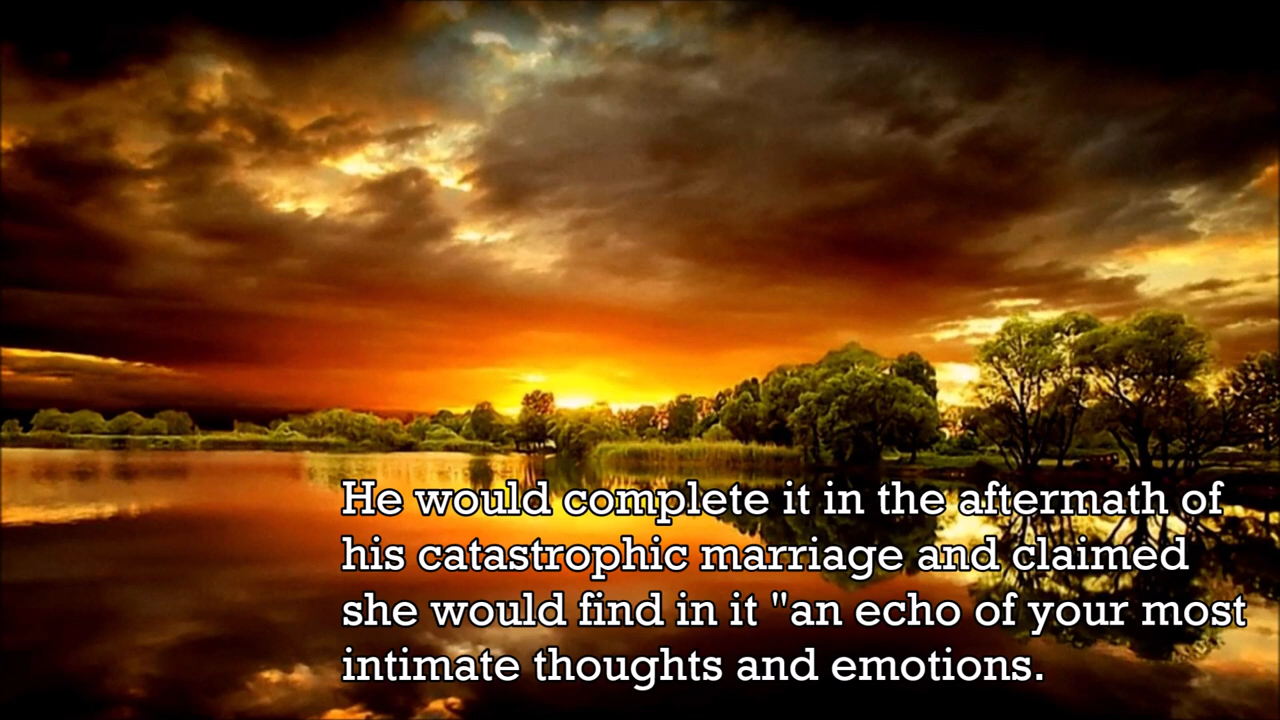 He would complete it in the aftermath of
his catastrophic marriage and claimed
she would find in it "an echo of your most
intimate thoughts and emotions.